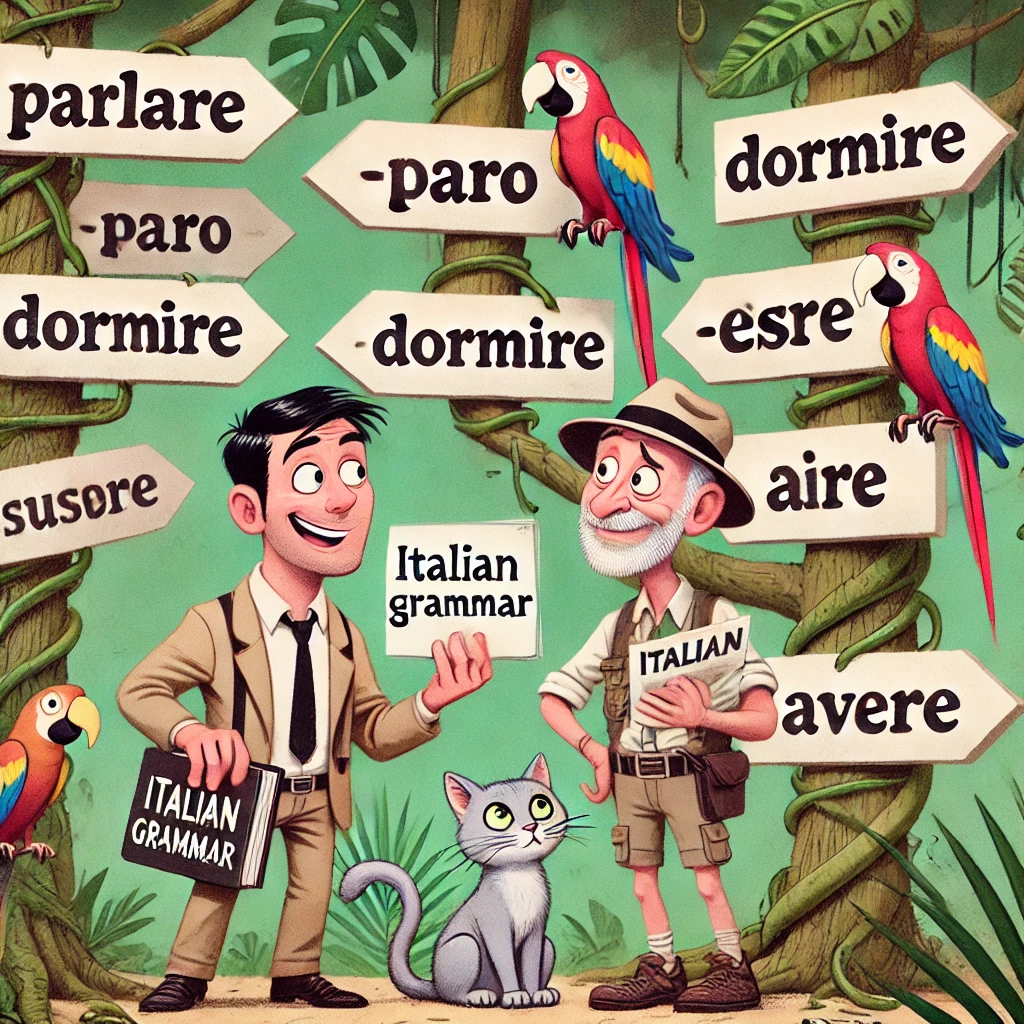 parlare
-paro
dormire
-paro
dormire
-dormire
-esre
susore
aire
Italian
grammar
ITALIAN
avere
ITALIAN
GRAMMAR